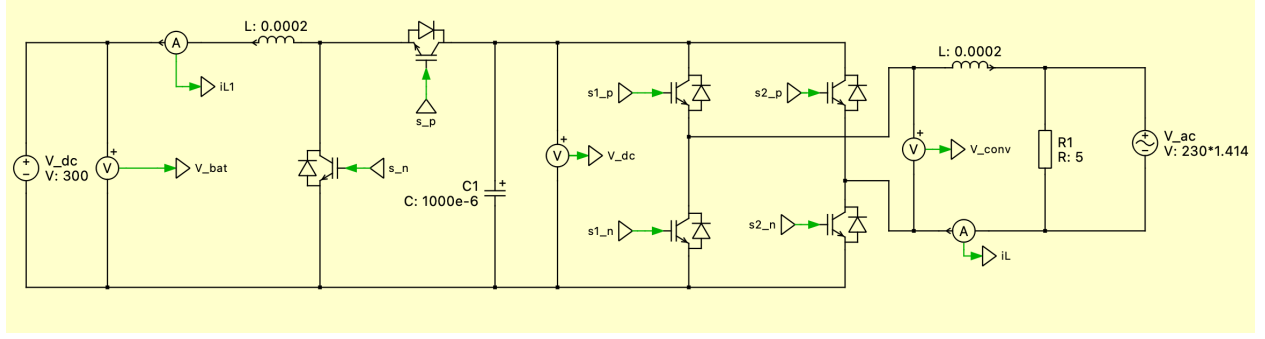 L: 0.0002
A
iL1
s_p
V_dc
V: 300
V
V_bat
s_n
C1
C: 1000e-6
V
V_dc
s1_p
s2_p
s1_n
s2_n
L: 0.0002
V
V_conv
R1
R: 5
V_ac
V: 230*1.414
A
iL